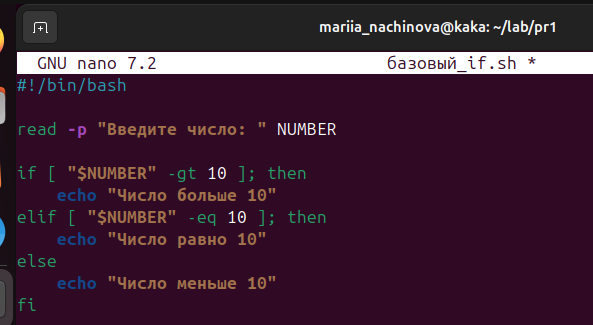 mariia_nachinova@kaka: ~/lab/pr1
GNU nano 7.2 базовый_if.sh *
#!/bin/bash
read -p "Введите число: " NUMBER
if [ "$NUMBER" -gt 10 ]; then
    echo "Число больше 10"
elif [ "$NUMBER" -eq 10 ]; then
    echo "Число равно 10"
else
    echo "Число меньше 10"
fi